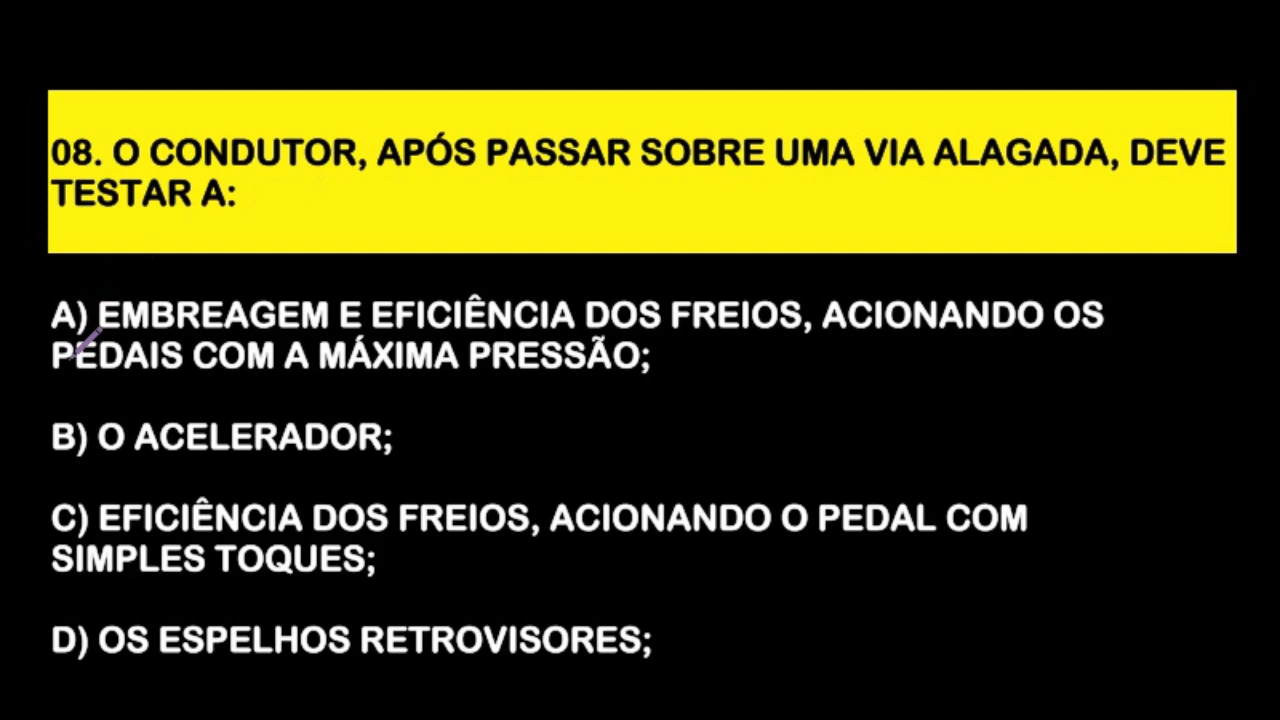 08. O CONDUTOR, APÓS PASSAR SOBRE UMA VIA ALAGADA, DEVE
TESTAR A:
A) EMBREAGEM E EFICIÊNCIA DOS FREIOS, ACIONANDO OS
PEDAIS COM A MÁXIMA PRESSÃO;
B) O ACELERADOR;
C) EFICIÊNCIA DOS FREIOS, ACIONANDO O PEDAL COM
SIMPLES TOQUES;
D) OS ESPELHOS RETROVISORES;